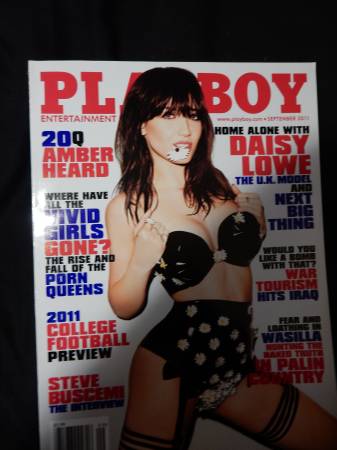 PLAYBOY
ENTERTAINMENT
www.playboy.com • SEPTEMBER 2011
20Q
AMBER
HEARD
WHERE HAVE
ALL THE
VIVID
GIRLS
GONE?
THE RISE AND
FALL OF THE
PORN
QUEENS
2011
COLLEGE
FOOTBALL
PREVIEW
STEVE
BUSCEMI
THE INTERVIEW
HOME ALONE WITH
DAISY
LOWE
THE U.K. MODEL
AND
NEXT
BIG
THING
WOULD YOU
LIKE A BOMB
WITH THAT?
WAR
TOURISM
HITS IRAQ
FEAR AND
LOATHING IN
WASILLA
HUNTING THE
NAKED TRUTH
IN PALIN
COUNTRY